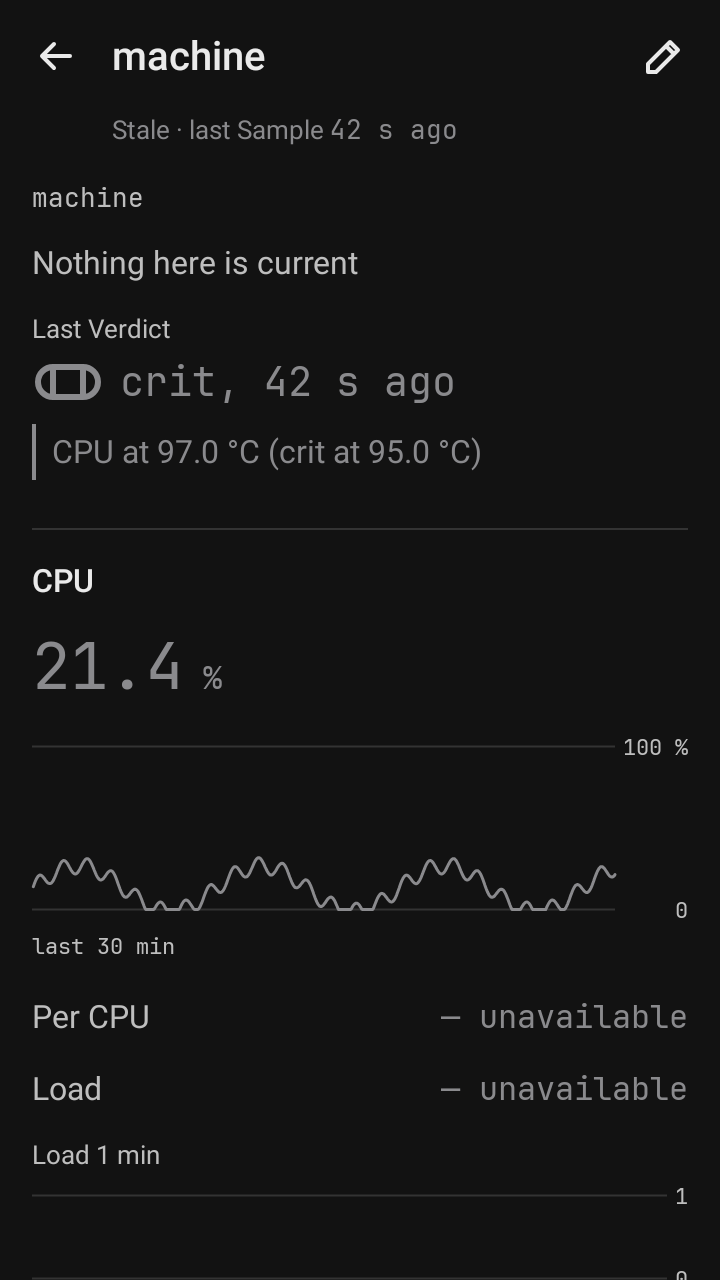 machine
Stale · last Sample 42 s ago
machine
Nothing here is current
Last Verdict
crit, 42 s ago
CPU at 97.0 °C (crit at 95.0 °C)
CPU
21.4 %
100 %
0
last 30 min
Per CPU — unavailable
Load — unavailable
Load 1 min
1
0